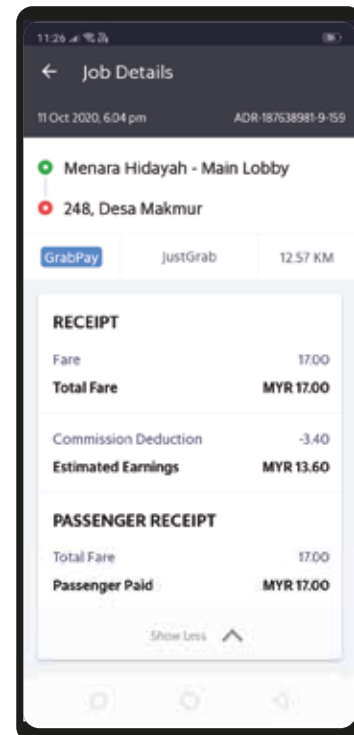 11:26
Job Details
11 Oct 2020, 6.04 pm ADR-187638981-9-159
Menara Hidayah - Main Lobby
248, Desa Makmur
GrabPay JustGrab 12.57 KM
RECEIPT
Fare 17.00
Total Fare MYR 17.00
Commission Deduction -3.40
Estimated Earnings MYR 13.60
PASSENGER RECEIPT
Total Fare 17.00
Passenger Paid MYR 17.00
Show Less